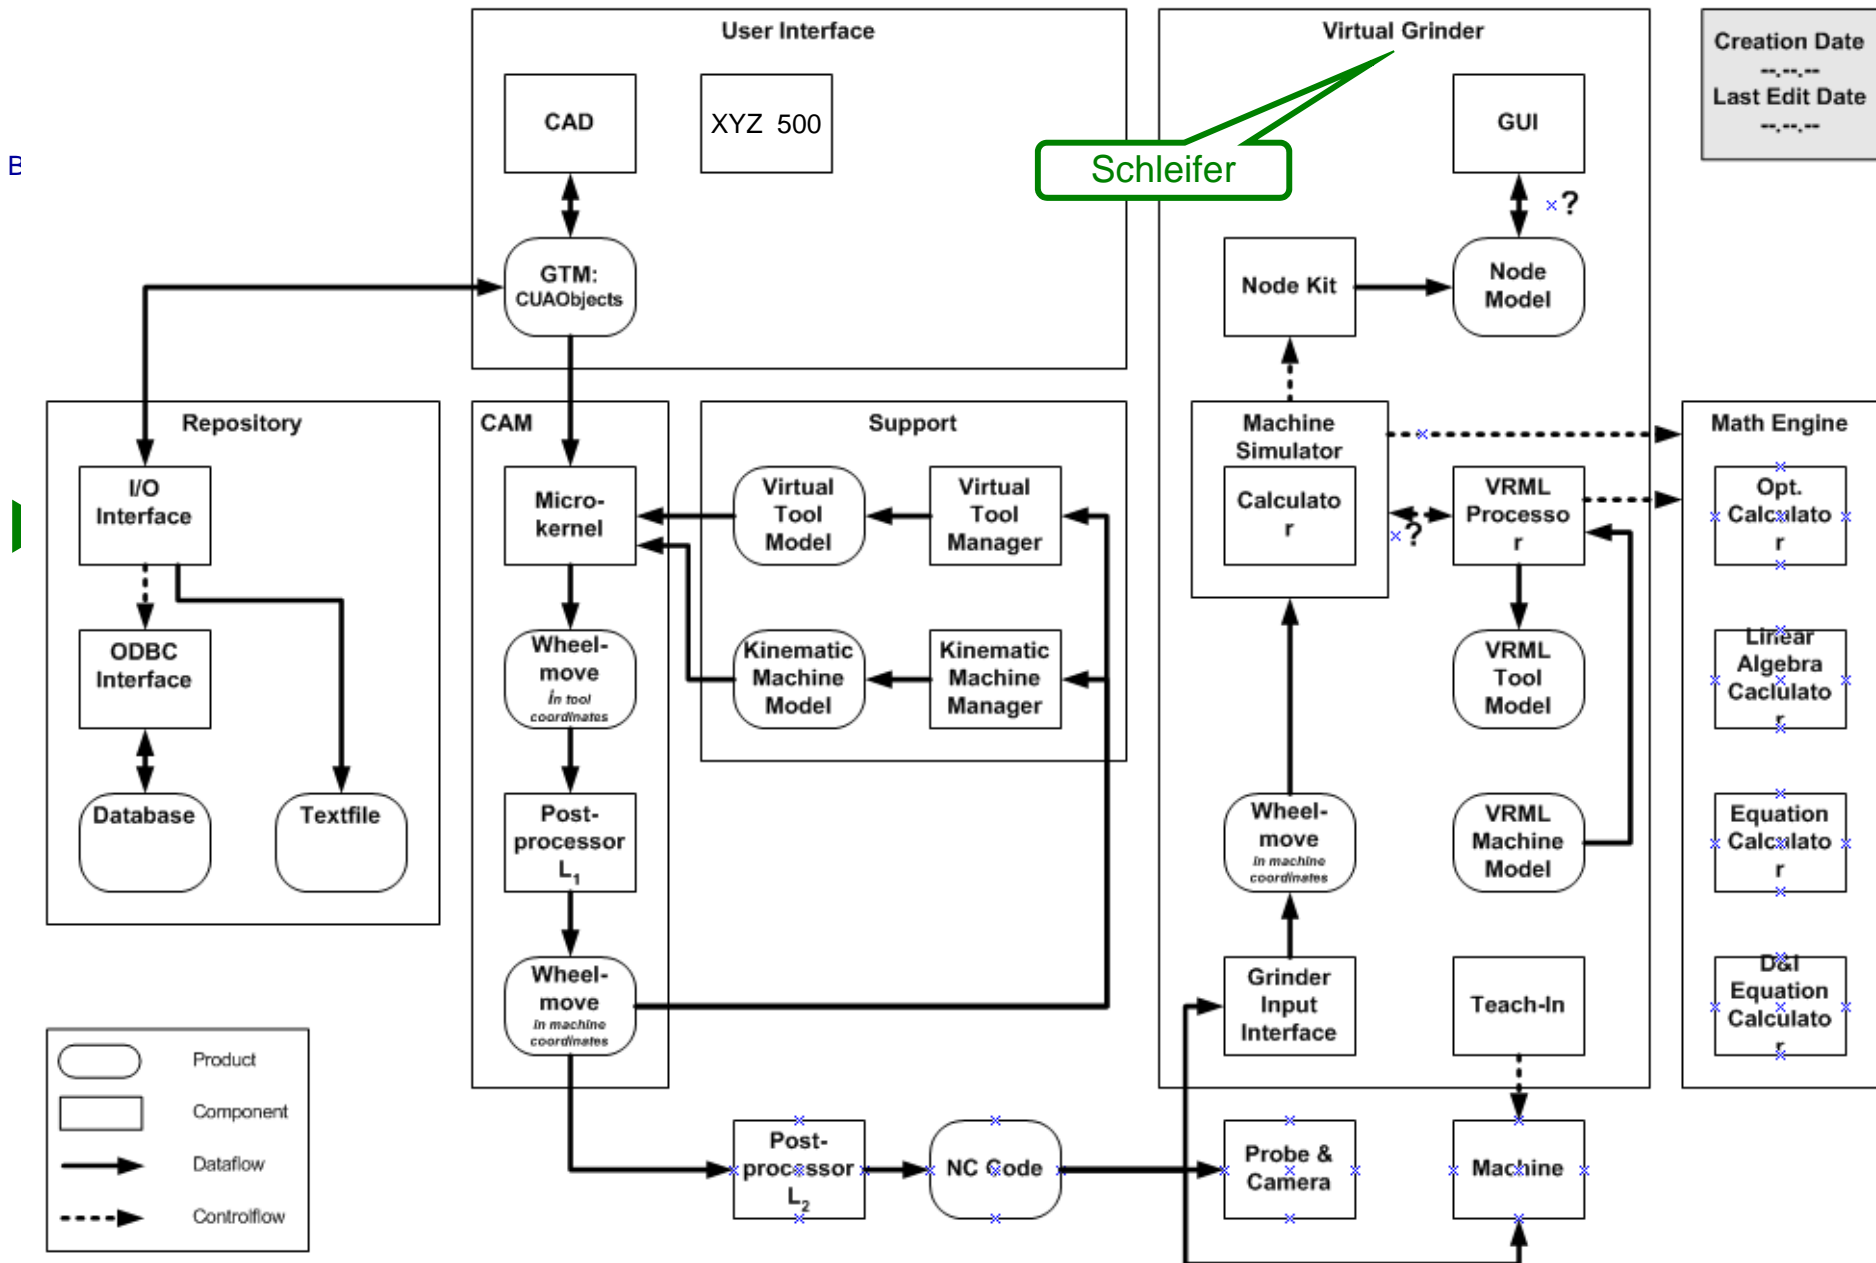 User Interface
CAD
XYZ 500
GTM:
CUAObjects
Virtual Grinder
Schleifer
GUI
?
Node Kit
Node
Model
Creation Date
--.--.--
Last Edit Date
--.--.--
B
Repository
I/O
Interface
ODBC
Interface
Database
Textfile
CAM
Micro-
kernel
Wheel-
move
in tool
coordinates
Post-
processor
L1
Wheel-
move
in machine
coordinates
Support
Virtual
Tool
Model
Virtual
Tool
Manager
Kinematic
Machine
Model
Kinematic
Machine
Manager
Machine
Simulator
Calculato
r
?
VRML
Processo
r
VRML
Tool
Model
Wheel-
move
in machine
coordinates
VRML
Machine
Model
Grinder
Input
Interface
Teach-In
Math Engine
Opt.
Calculato
r
Linear
Algebra
Caclulato
r
Equation
Calculato
r
D&I
Equation
Calculato
r
Product
Component
Dataflow
Controlflow
Post-
processor
L2
NC Code
Probe &
Camera
Machine